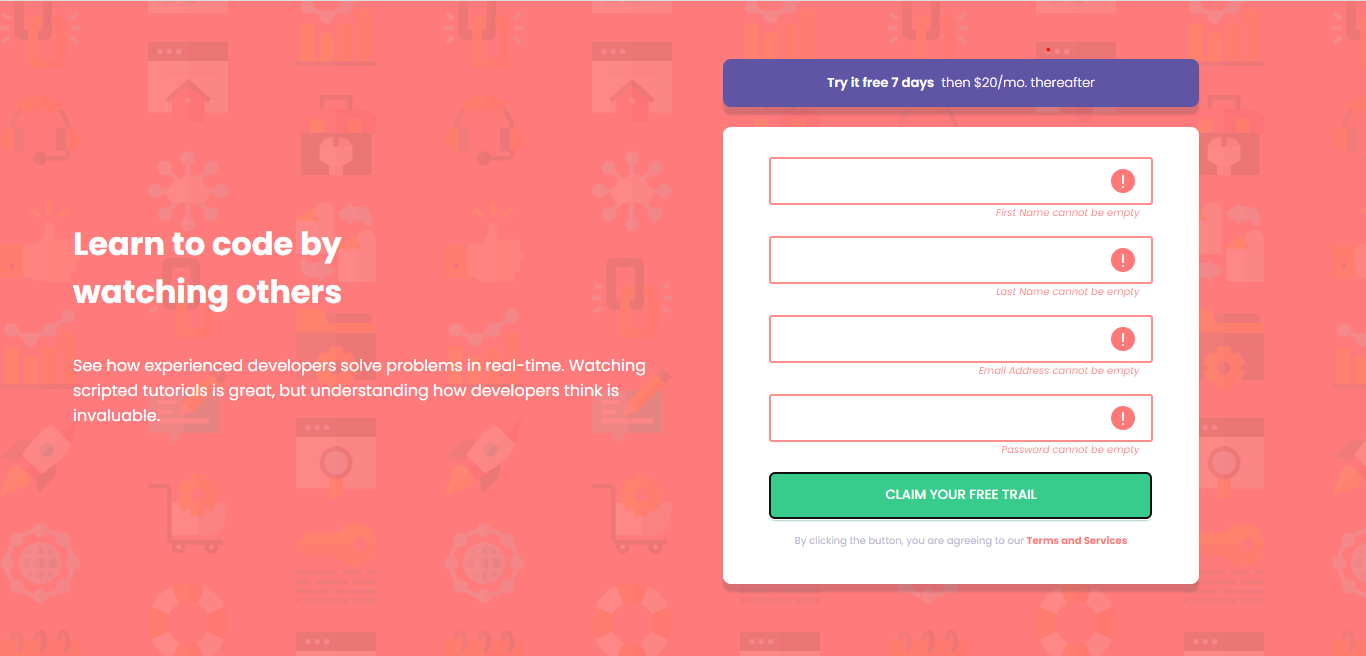 Try it free 7 days then $20/mo. thereafter
First Name cannot be empty
Last Name cannot be empty
Learn to code by
watching others
Email Address cannot be empty
See how experienced developers solve problems in real-time. Watching
scripted tutorials is great, but understanding how developers think is
invaluable.
Password cannot be empty
CLAIM YOUR FREE TRAIL
By clicking the button, you are agreeing to our Terms and Services